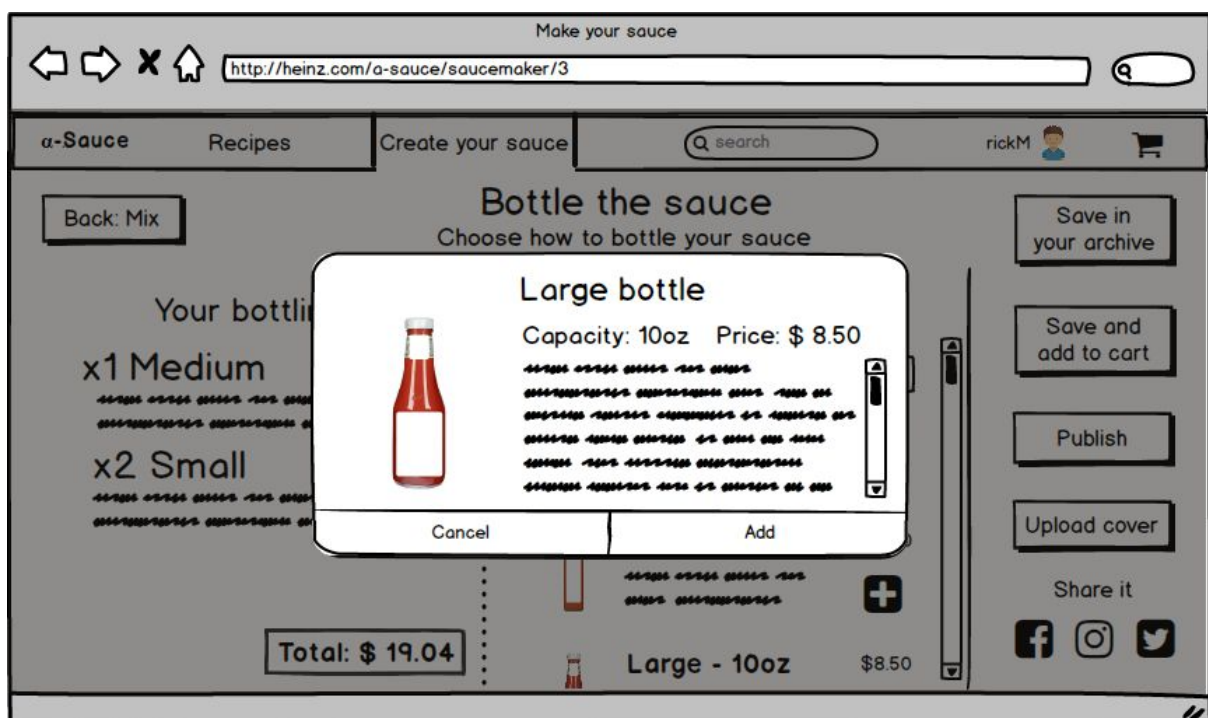 Make your sauce
http://heinz.com/a-sauce/saucemaker/3
α-Sauce Recipes Create your sauce search rickM
Back: Mix
Bottle the sauce
Choose how to bottle your sauce
Save in
your archive
Large bottle
Capacity: 10oz Price: $ 8.50
Your bottli
x1 Medium
x2 Small
Cancel Add
Save and
add to cart
Publish
Upload cover
Share it
Total: $ 19.04
Large - 10oz $8.50